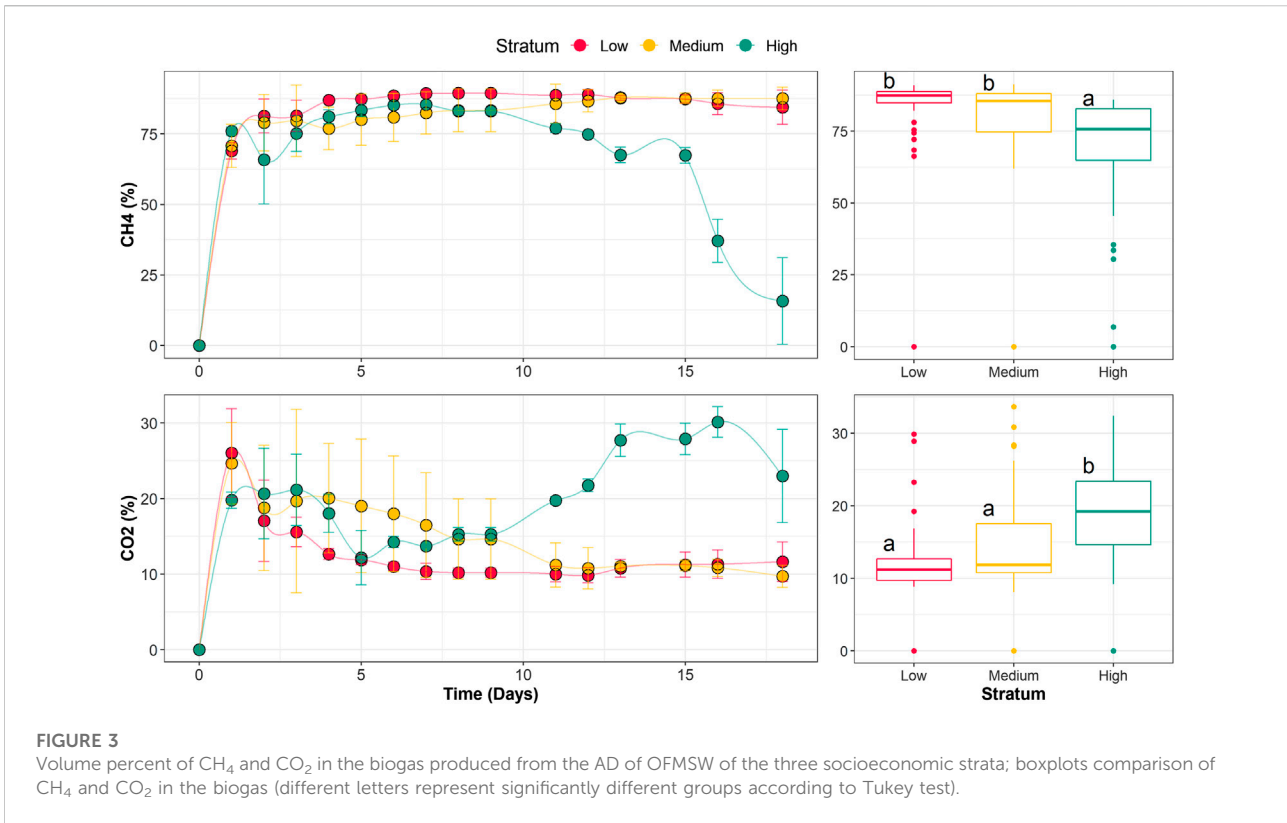 Stratum Low Medium High
CH4 (%)
75
50
25
0
0 5 10 15
b b a
75
50
25
0
Low Medium High
CO2 (%)
30
20
10
0
0 5 10 15
Time (Days)
a a b
30
20
10
0
Low Medium High
Stratum
FIGURE 3
Volume percent of CH₄ and CO₂ in the biogas produced from the AD of OFMSW of the three socioeconomic strata; boxplots comparison of
CH₄ and CO₂ in the biogas (different letters represent significantly different groups according to Tukey test).